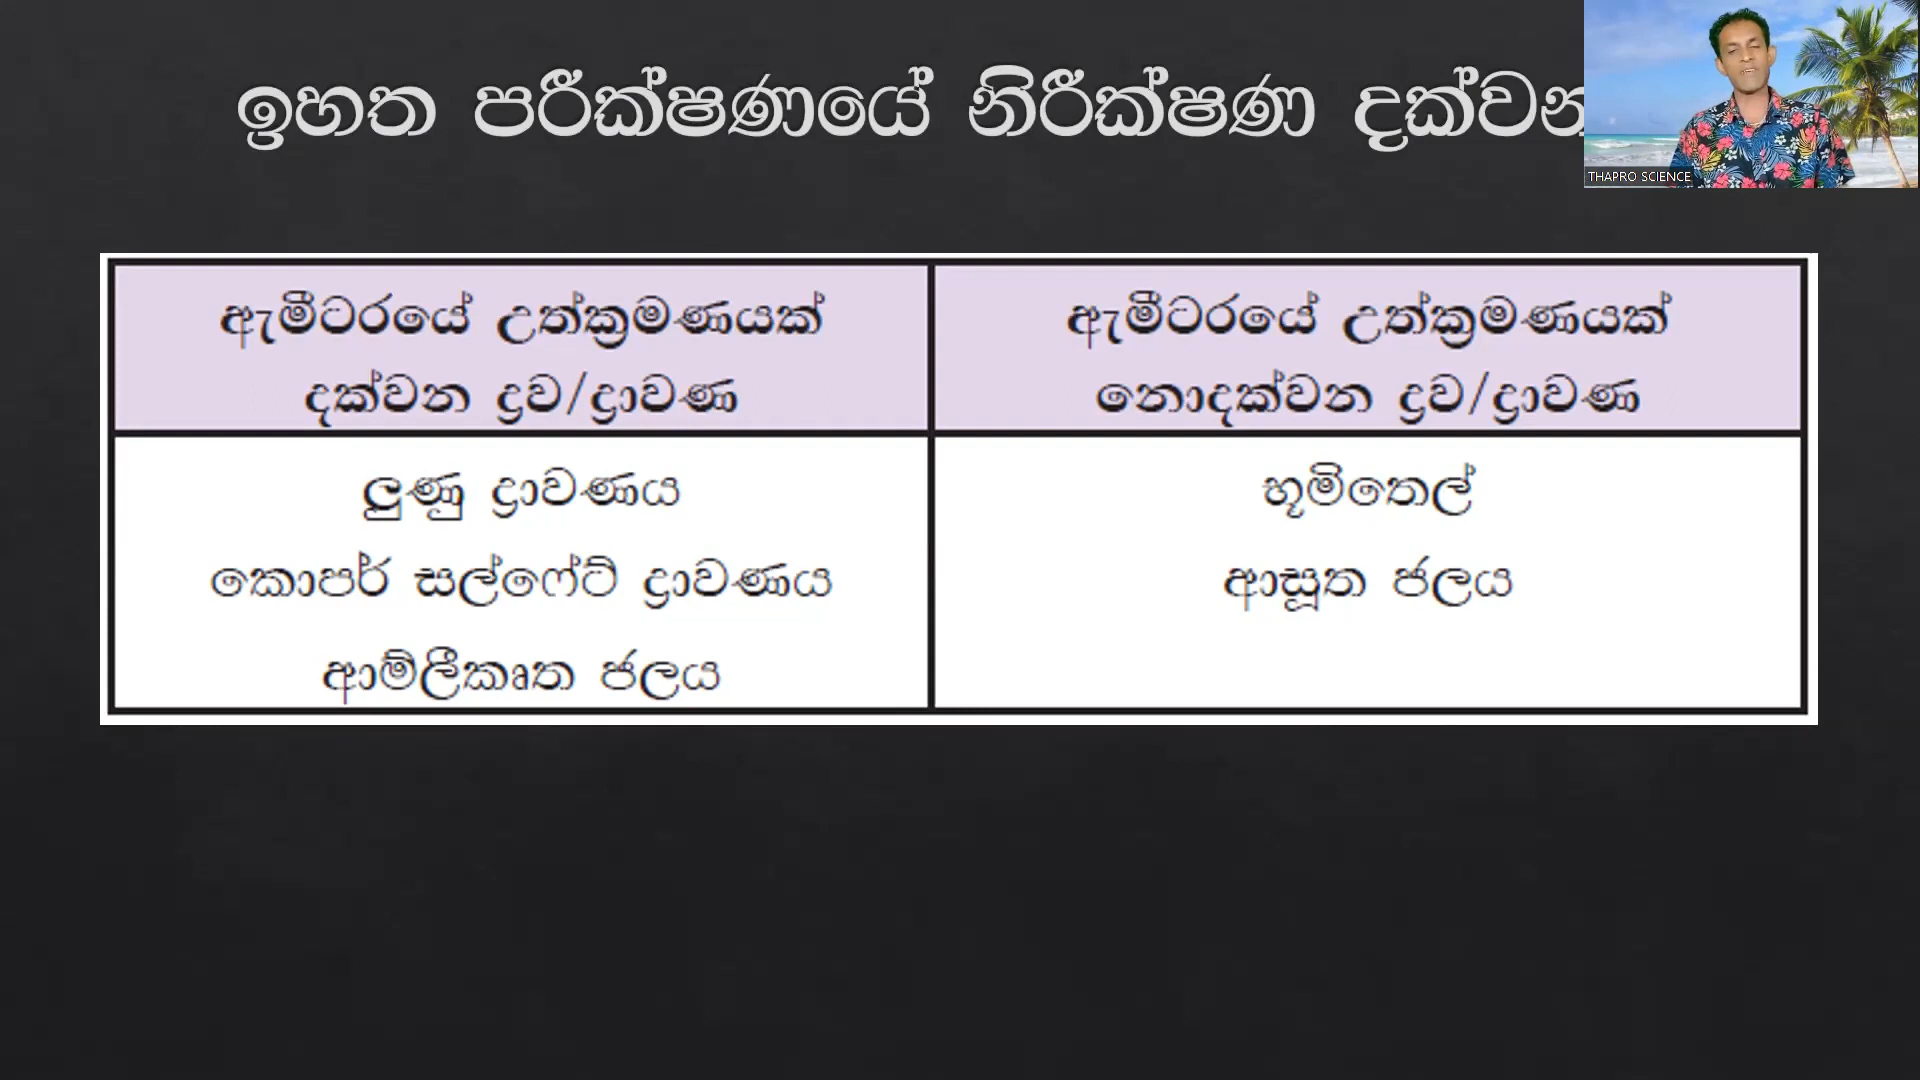 ඉහත පරීක්ෂණයේ නිරීක්ෂණ දක්වන
THAPRO SCIENCE
ඇමීටරයේ උත්ක්‍රමණයක්
දක්වන ද්‍රව/ද්‍රාවණ
ඇමීටරයේ උත්ක්‍රමණයක්
නොදක්වන ද්‍රව/ද්‍රාවණ
ලුණු ද්‍රාවණය
කොපර් සල්ෆේට් ද්‍රාවණය
ආම්ලීකෘත ජලය
භූමිතෙල්
ආසූත ජලය